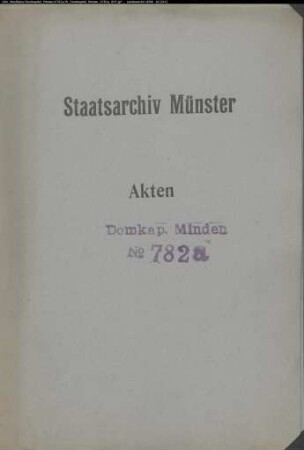 Staatsarchiv Münster
Akten
Domkap. Minden
No 782a